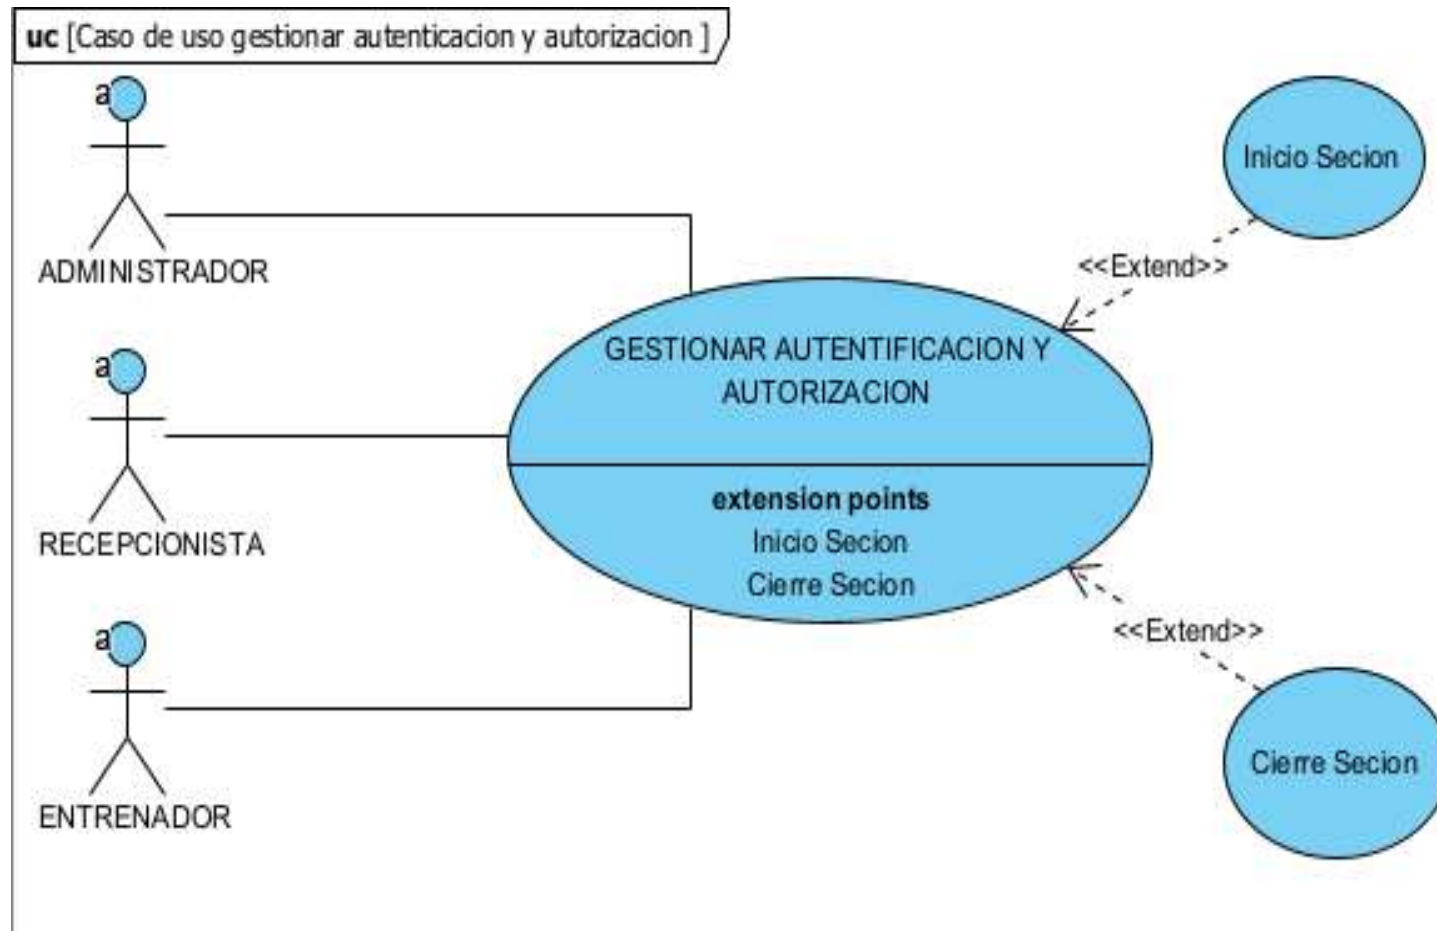 uc [Caso de uso gestionar autenticacion y autorizacion ]
a
ADMINISTRADOR
a
RECEPCIONISTA
a
ENTRENADOR
GESTIONAR AUTENTIFICACION Y
AUTORIZACION
extension points
Inicio Secion
Cierre Secion
<<Extend>>
Inicio Secion
<<Extend>>
Cierre Secion